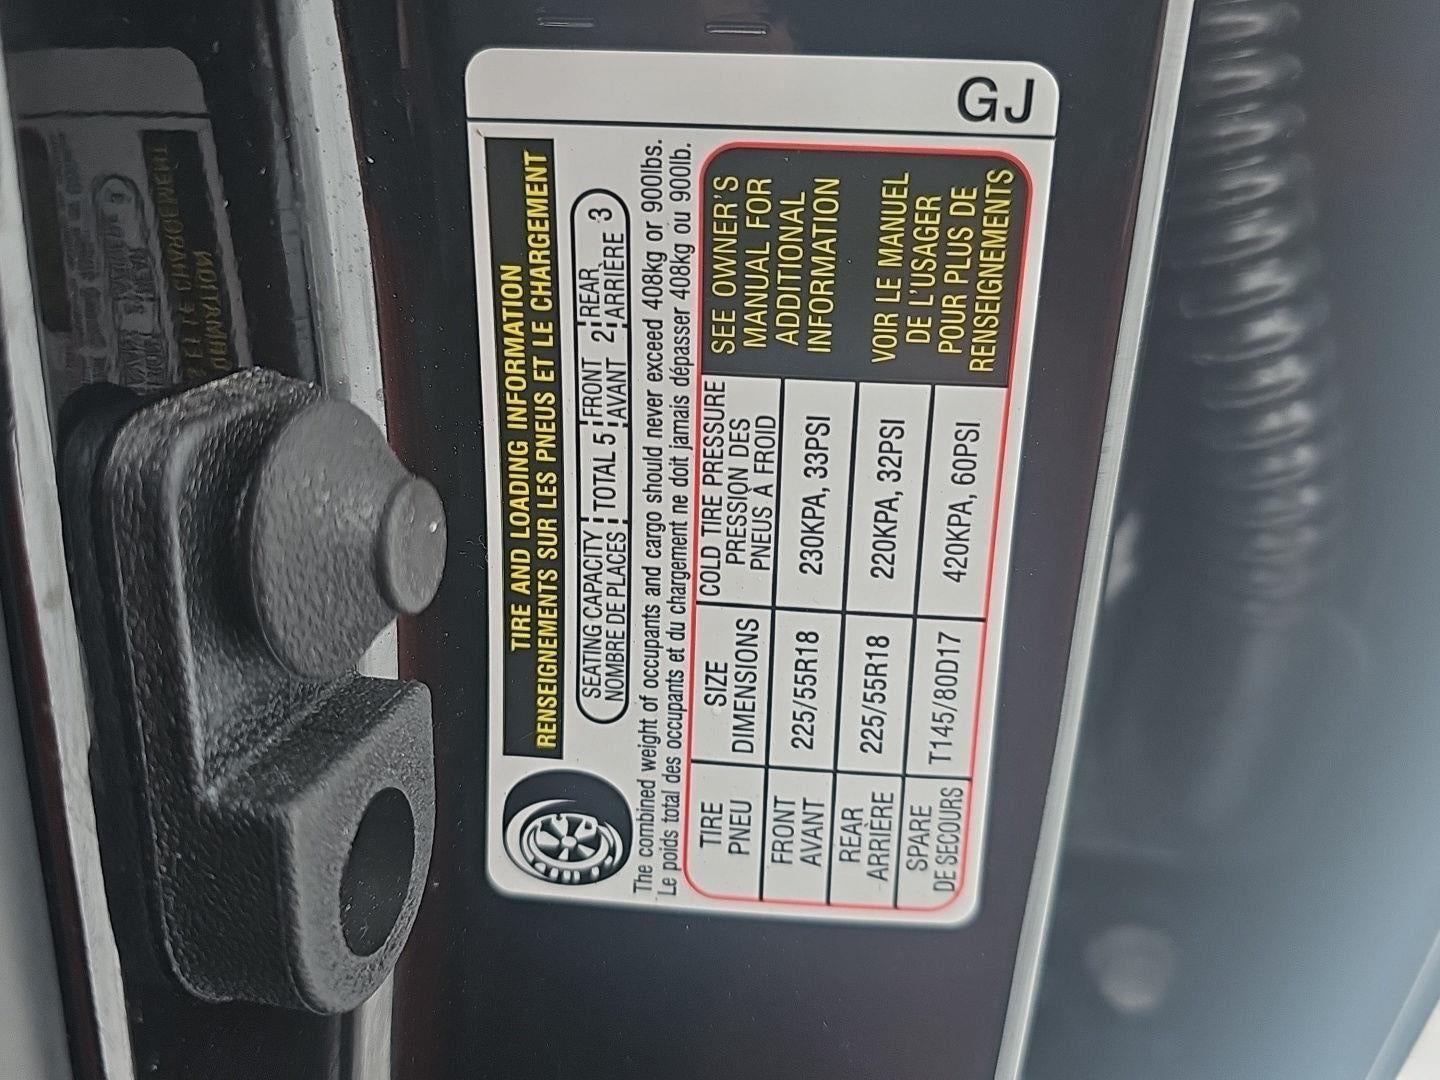 TIRE AND LOADING INFORMATION
RENSEIGNEMENTS SUR LES PNEUS ET LE CHARGEMENT
SEATING CAPACITY TOTAL 5 FRONT 2 REAR 3
NOMBRE DE PLACES AVANT ARRIÈRE
The combined weight of occupants and cargo should never exceed 408kg or 900lbs.
Le poids total des occupants et du chargement ne doit jamais dépasser 408kg ou 900lb.
TIRE SIZE COLD TIRE PRESSURE
PNEU DIMENSIONS PRESSION DES
PNEUS À FROID
FRONT 225/55R18 230KPA, 33PSI
AVANT
REAR 225/55R18 220KPA, 32PSI
ARRIÈRE
SPARE T145/80D17 420KPA, 60PSI
DE SECOURS
SEE OWNER'S
MANUAL FOR
ADDITIONAL
INFORMATION
VOIR LE MANUEL
DE L'USAGER
POUR PLUS DE
RENSEIGNEMENTS
GJ